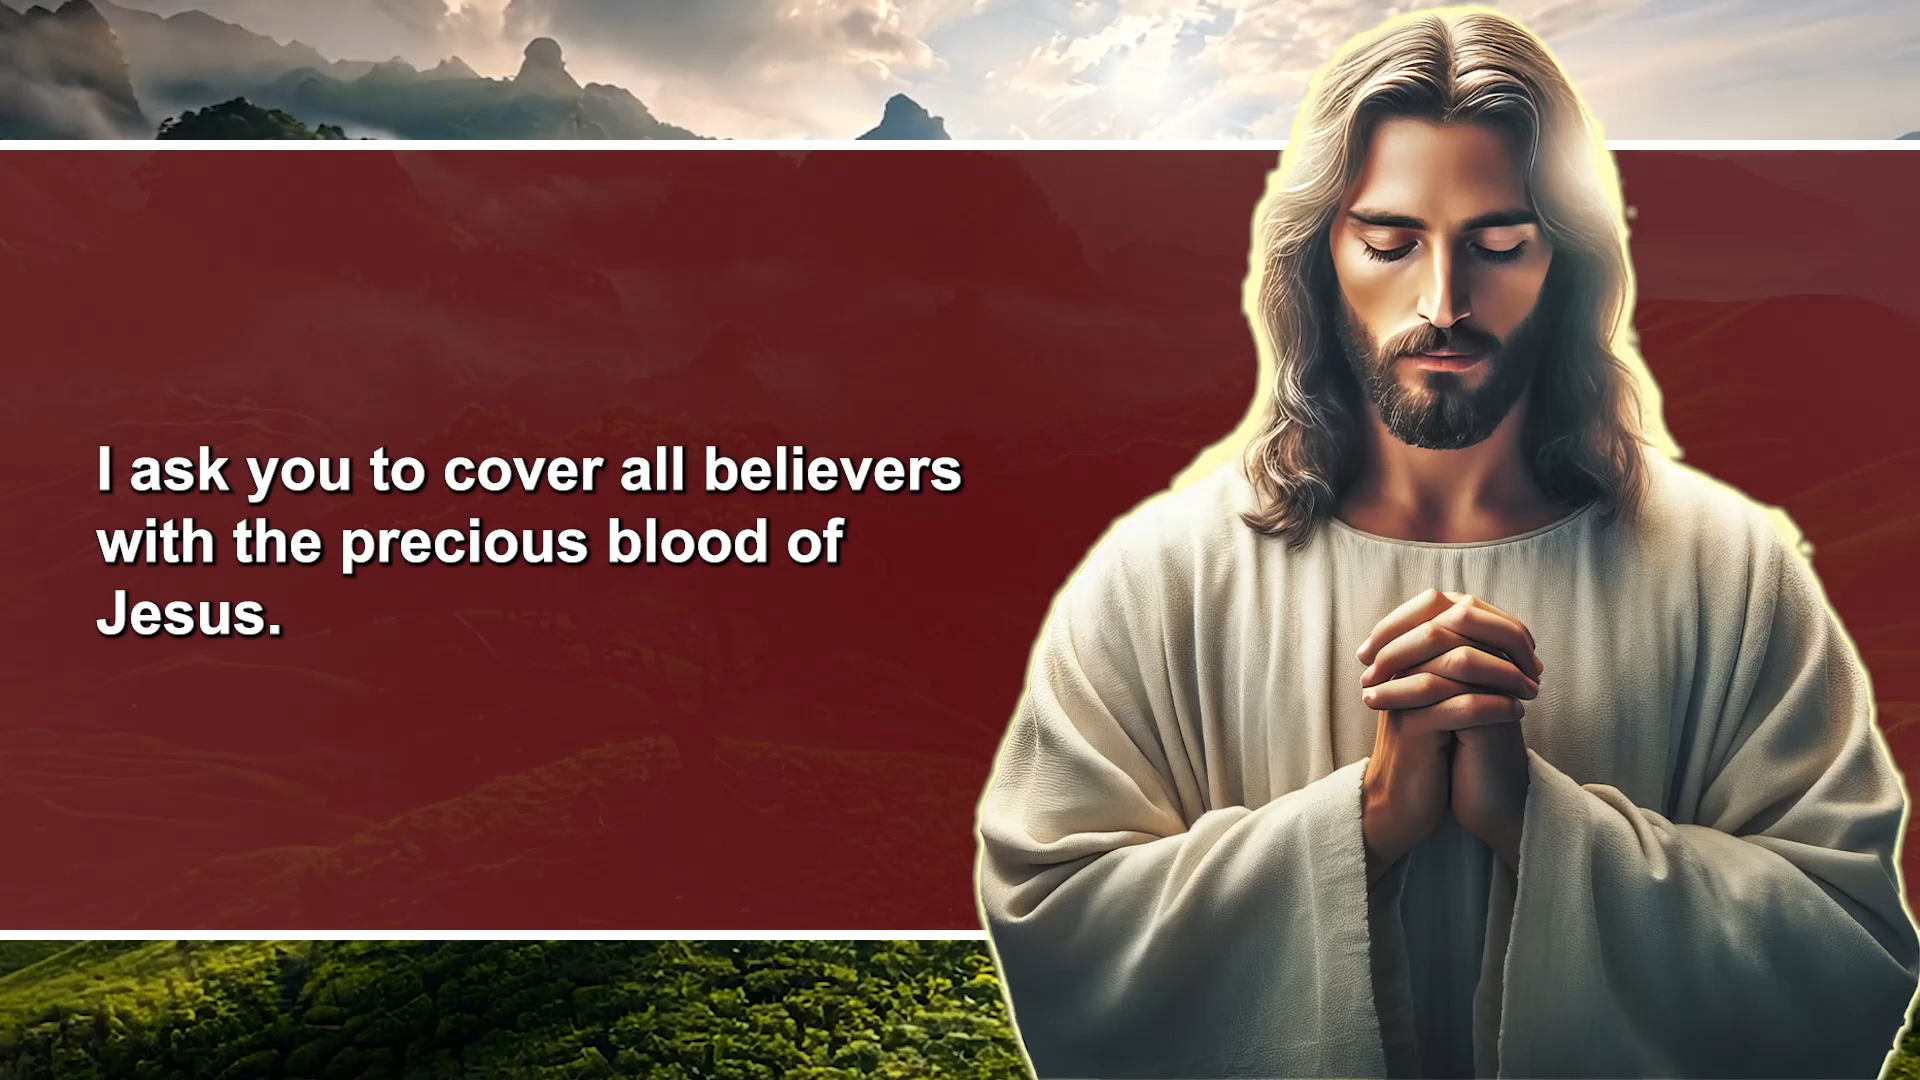 I ask you to cover all believers
with the precious blood of
Jesus.